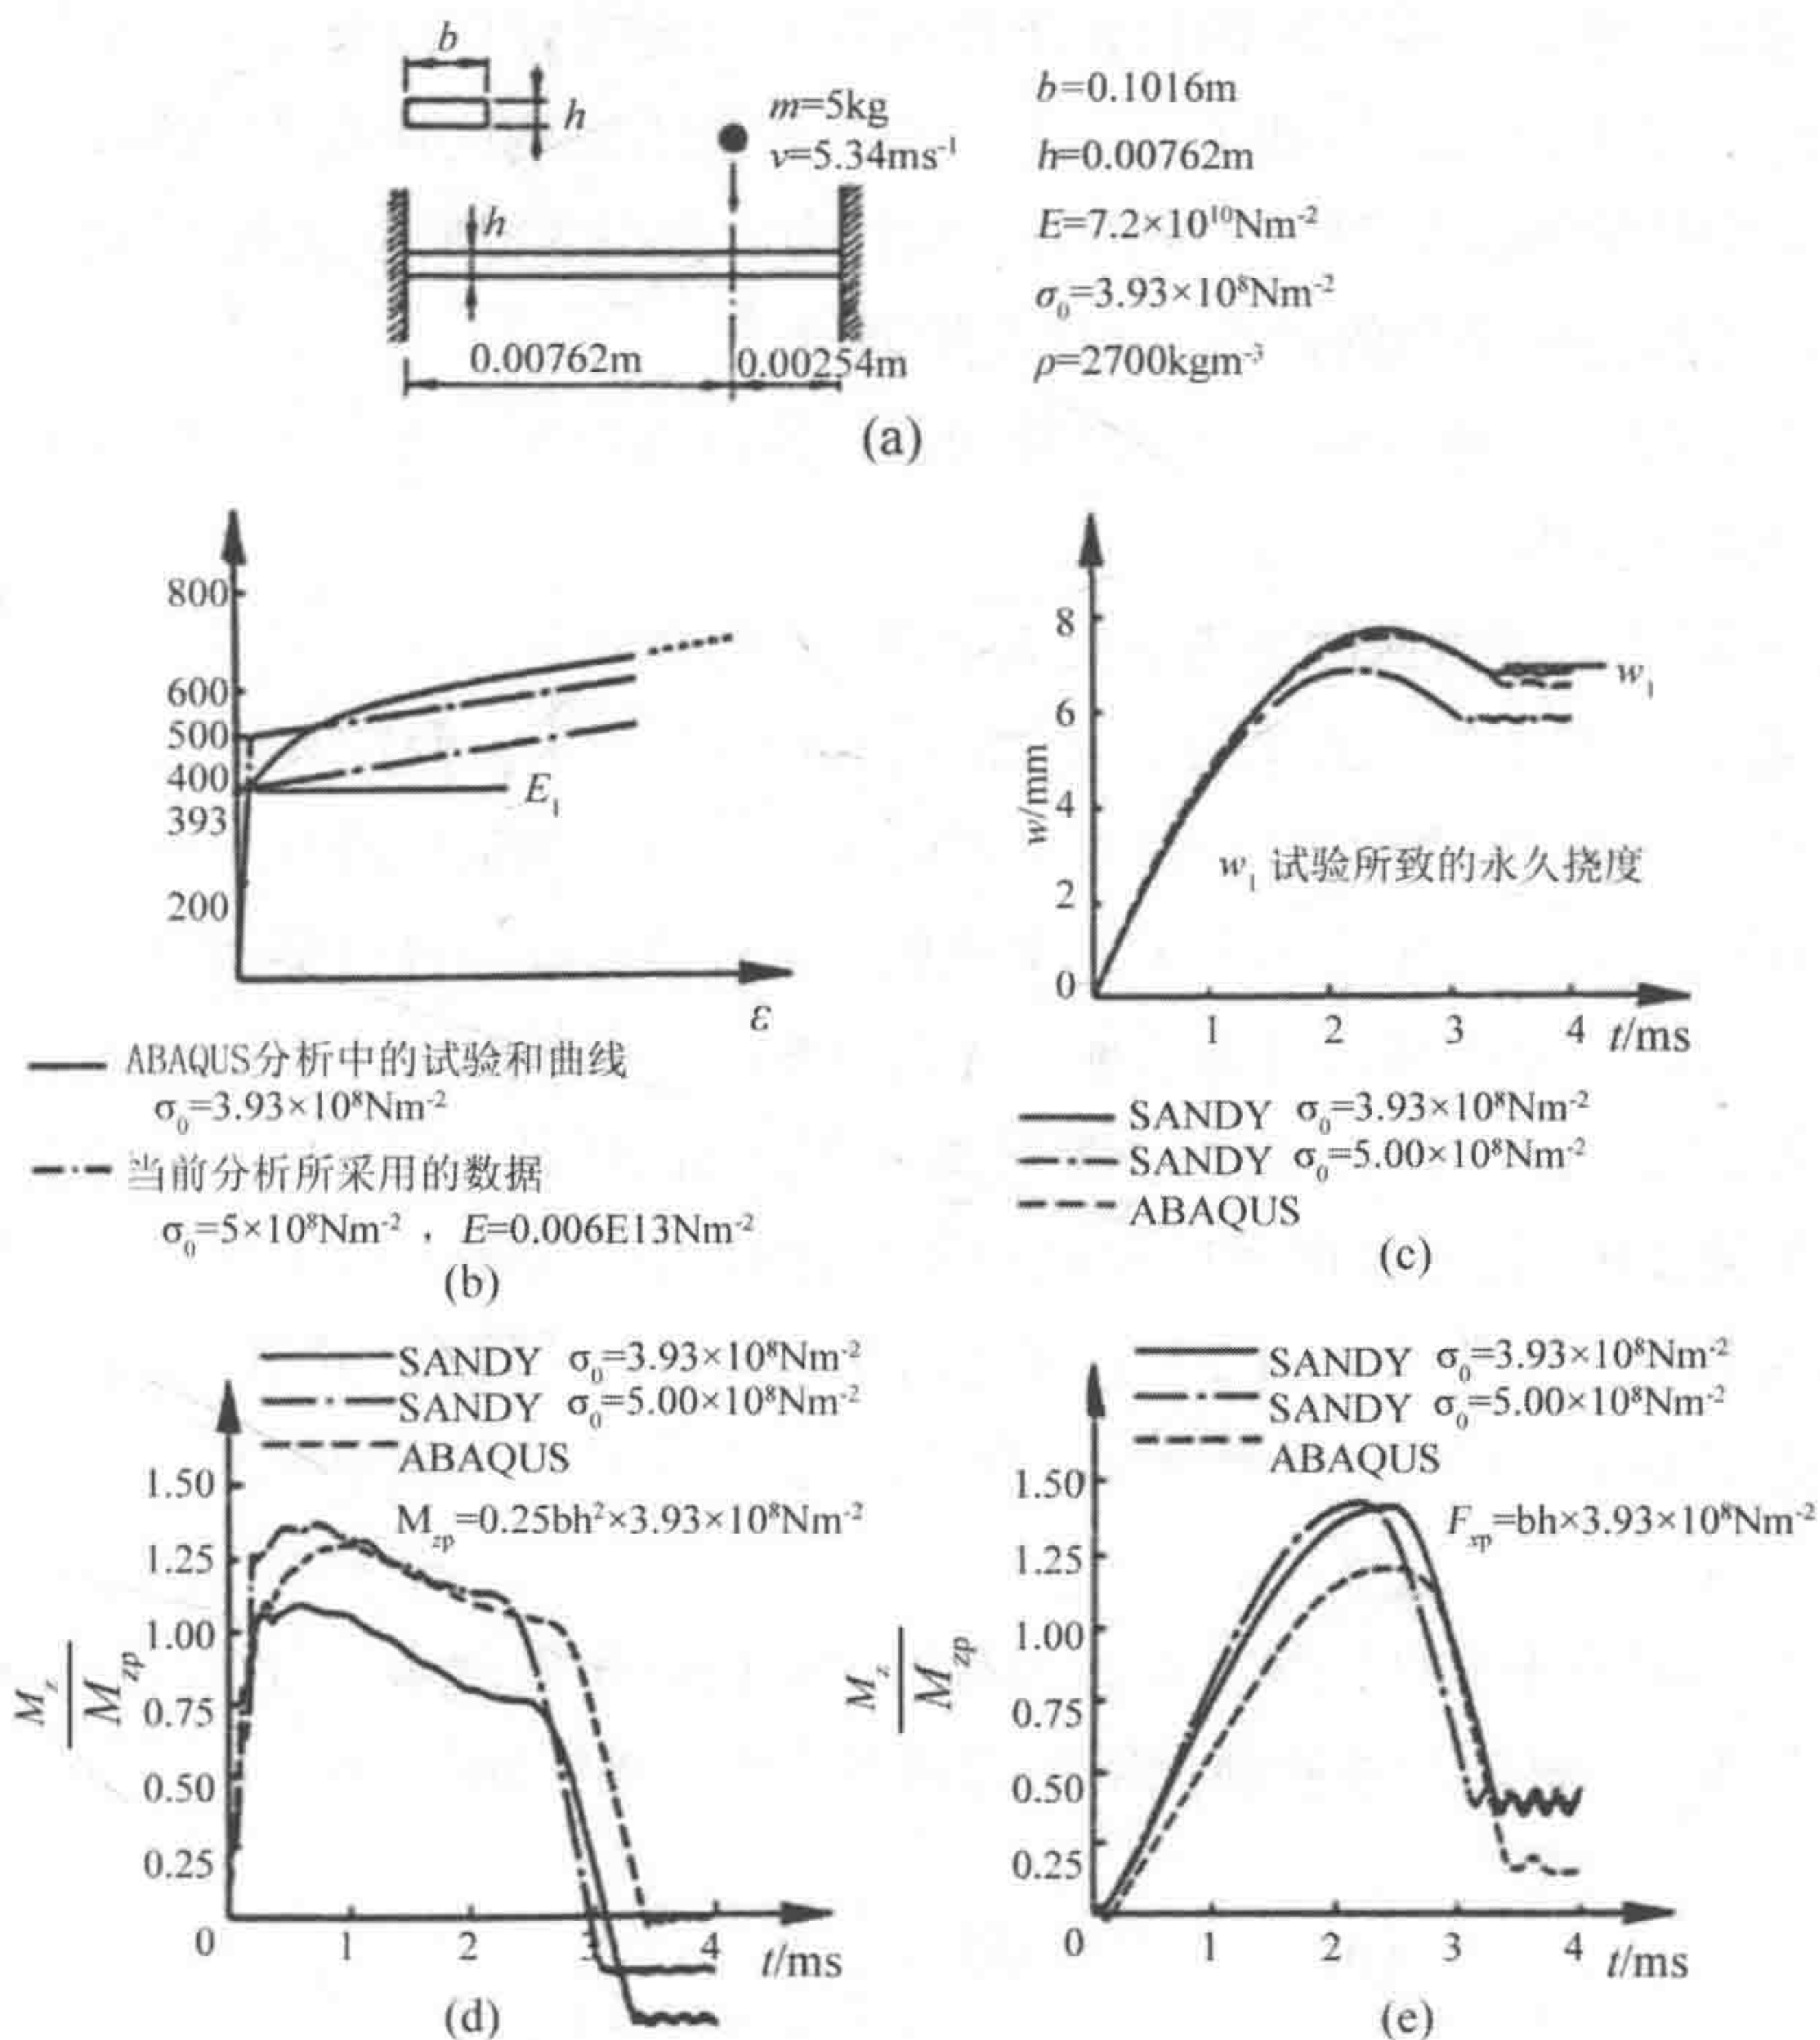 b
h
m=5kg
v=5.34ms⁻¹
h
0.00762m
0.00254m
b=0.1016m
h=0.00762m
E=7.2×10¹⁰Nm⁻²
σ₀=3.93×10⁸Nm⁻²
ρ=2700kgm⁻³
(a)
800
600
500
400
393
200
E₁
ε
ABAQUS分析中的试验和曲线
σ₀=3.93×10⁸Nm⁻²
当前分析所采用的数据
σ₀=5×10⁸Nm⁻² , E=0.006E13Nm⁻²
(b)
8
6
4
2
0
w/mm
w₁
w₁ 试验所致的永久挠度
1 2 3 4 t/ms
SANDY σ₀=3.93×10⁸Nm⁻²
SANDY σ₀=5.00×10⁸Nm⁻²
ABAQUS
(c)
SANDY σ₀=3.93×10⁸Nm⁻²
SANDY σ₀=5.00×10⁸Nm⁻²
ABAQUS
M_zp=0.25bh²×3.93×10⁸Nm⁻²
1.50
1.25
1.00
0.75
0.50
0.25
0
M_z
M_zp
1 2 3 4 t/ms
(d)
SANDY σ₀=3.93×10⁸Nm⁻²
SANDY σ₀=5.00×10⁸Nm⁻²
ABAQUS
F_xp=bh×3.93×10⁸Nm⁻²
1.50
1.25
1.00
0.75
0.50
0.25
0
M_z
M_zp
1 2 3 4 t/ms
(e)